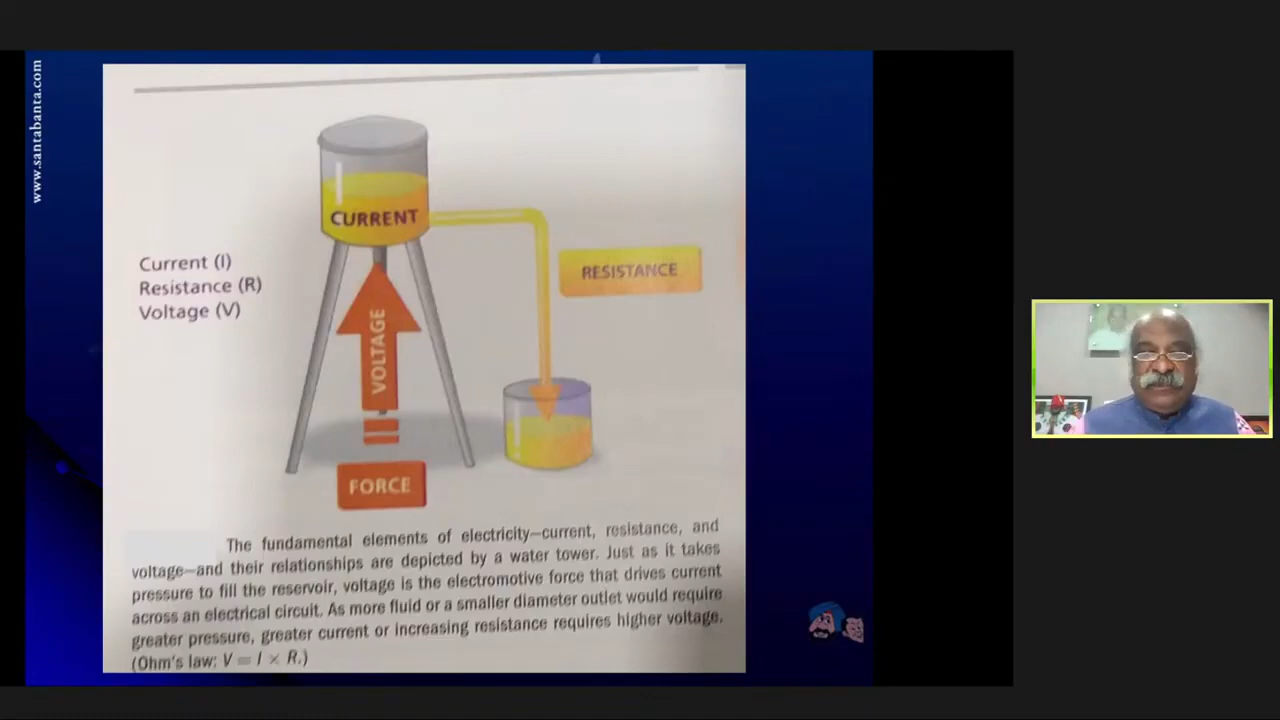 www.santabanta.com
CURRENT
RESISTANCE
Current (I)
Resistance (R)
Voltage (V)
VOLTAGE
FORCE
The fundamental elements of electricity—current, resistance, and
voltage—and their relationships are depicted by a water tower. Just as it takes
pressure to fill the reservoir, voltage is the electromotive force that drives current
across an electrical circuit. As more fluid or a smaller diameter outlet would require
greater pressure, greater current or increasing resistance requires higher voltage.
(Ohm's law: V = I × R.)